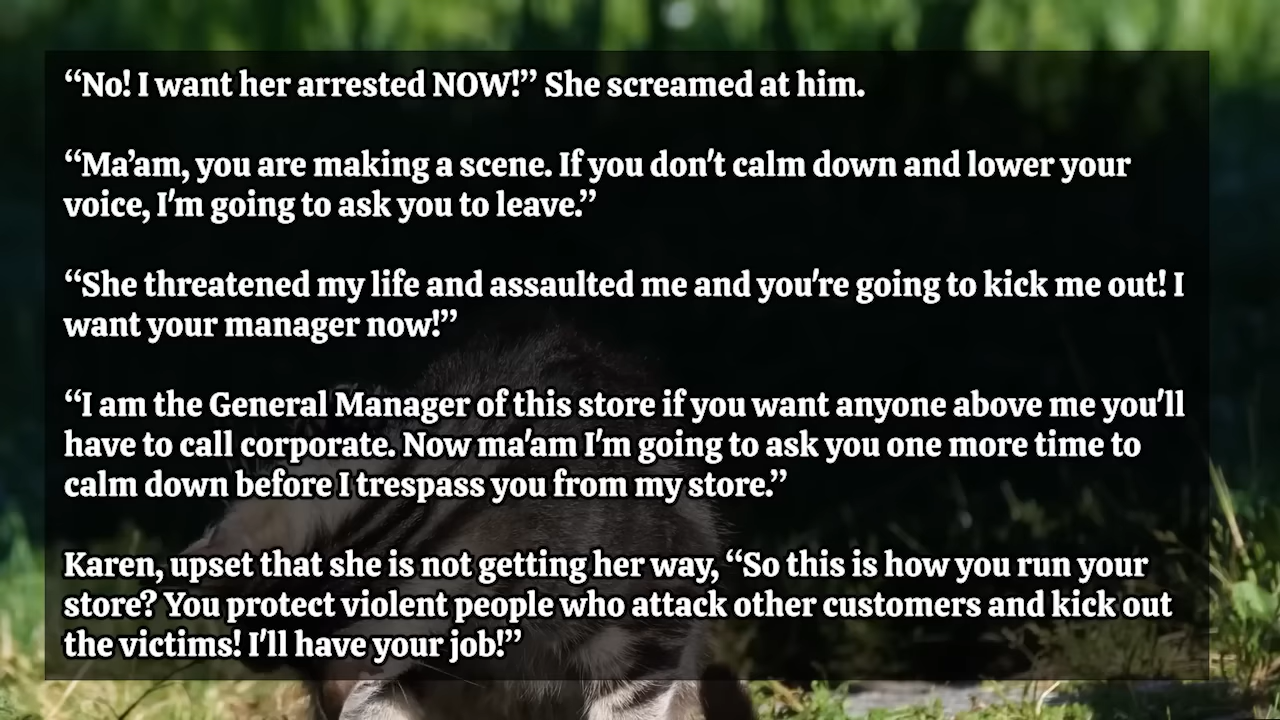 “No! I want her arrested NOW!” She screamed at him.
“Ma’am, you are making a scene. If you don't calm down and lower your
voice, I'm going to ask you to leave.”
“She threatened my life and assaulted me and you're going to kick me out! I
want your manager now!”
“I am the General Manager of this store if you want anyone above me you'll
have to call corporate. Now ma'am I'm going to ask you one more time to
calm down before I trespass you from my store.”
Karen, upset that she is not getting her way, “So this is how you run your
store? You protect violent people who attack other customers and kick out
the victims! I'll have your job!”